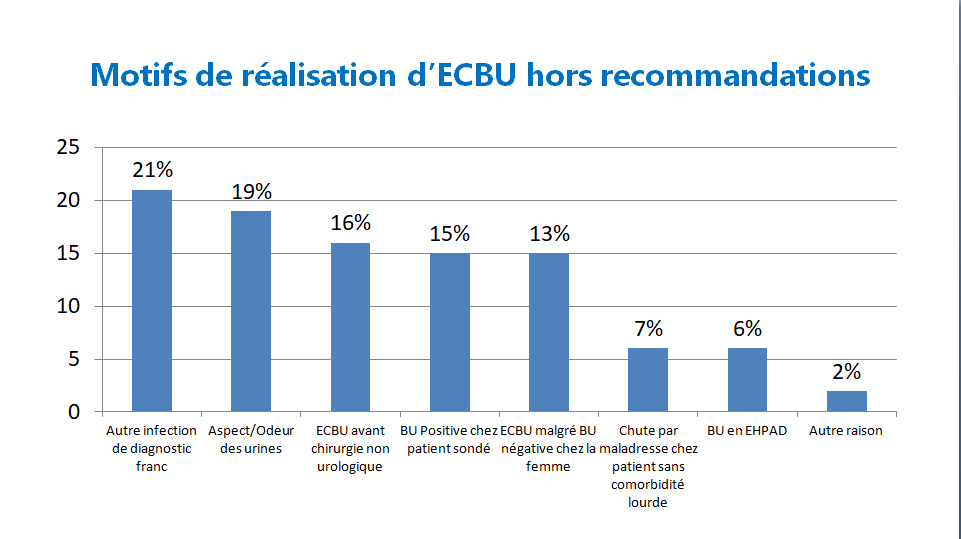 Motifs de réalisation d’ECBU hors recommandations
25
20
15
10
5
0
21%
19%
16%
15%
13%
7%
6%
2%
Autre infection
de diagnostic
franc
Aspect/Odeur
des urines
ECBU avant
chirurgie non
urologique
BU Positive chez
patient sondé
ECBU malgré BU
négative chez la
femme
Chute par
maladresse chez
patient sans
comorbidité
lourde
BU en EHPAD
Autre raison